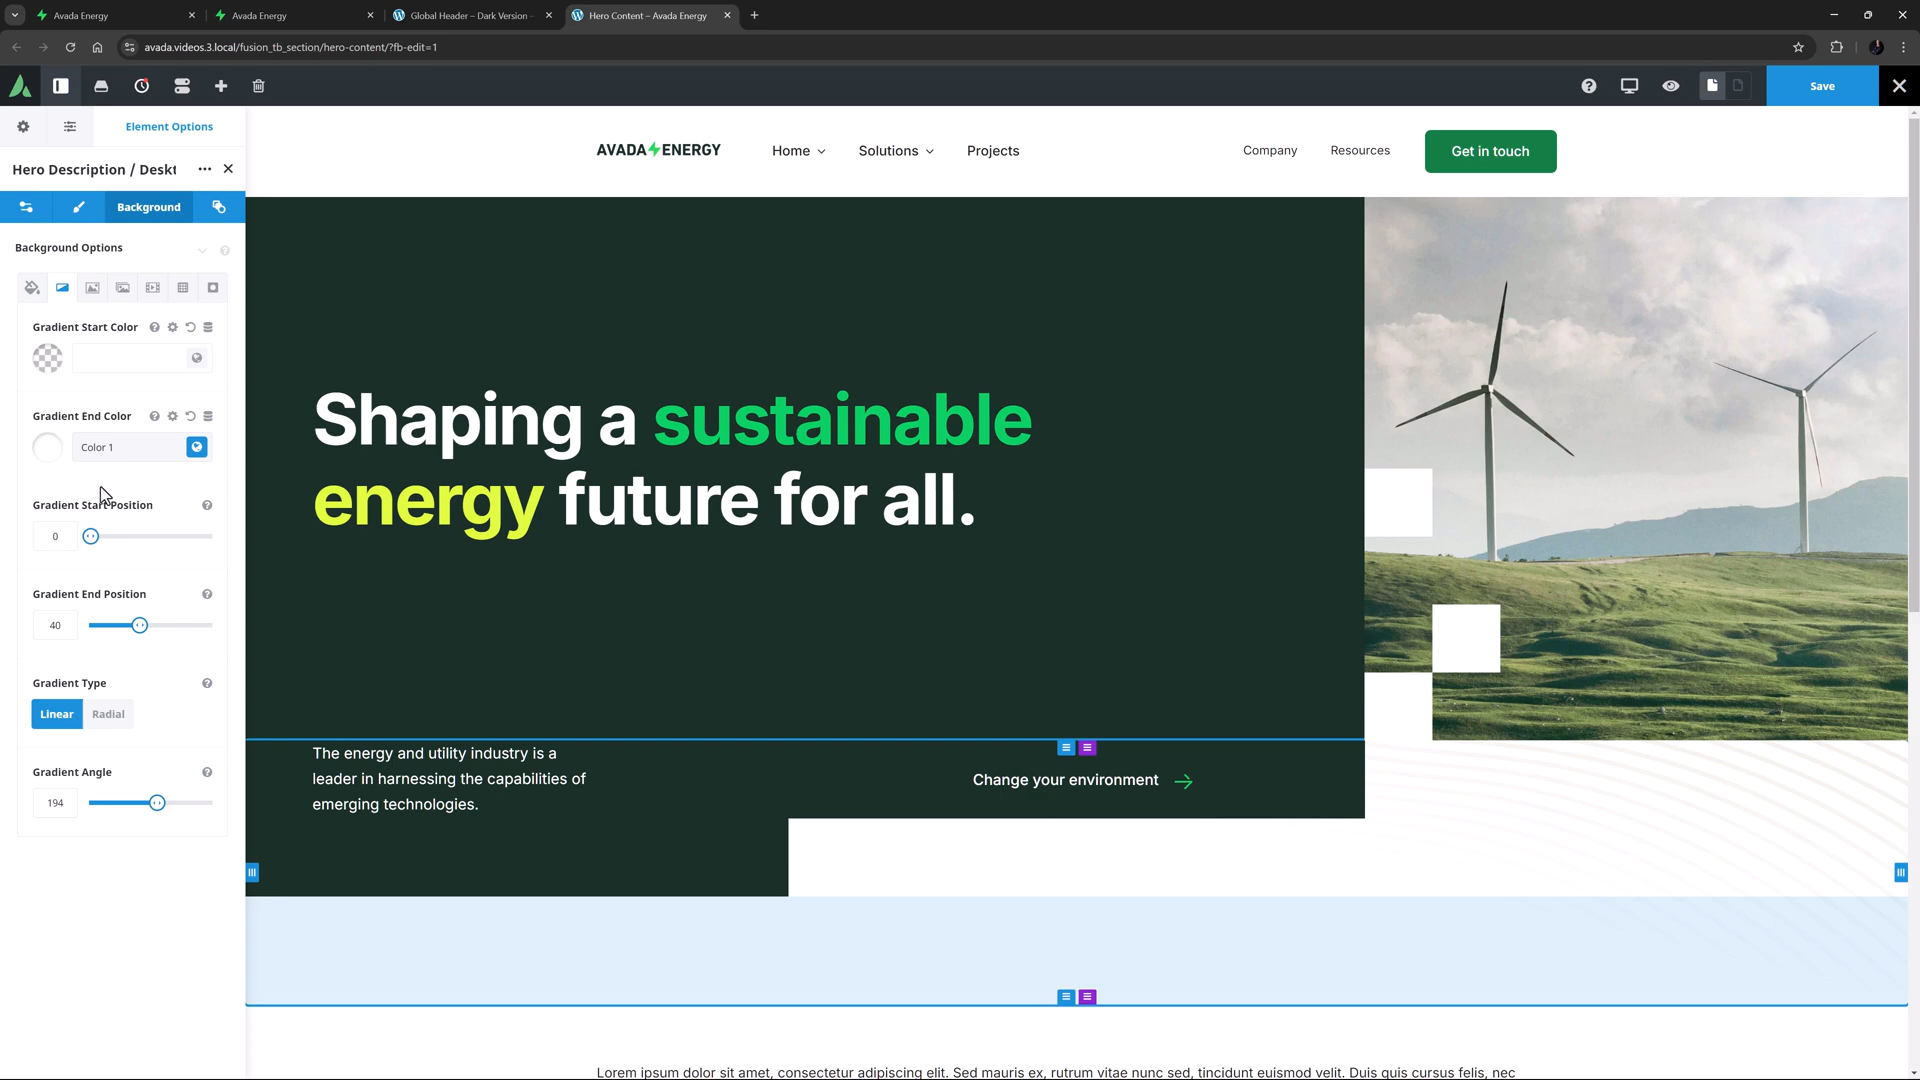 Avada Energy
Avada Energy
Global Header – Dark Version –
Hero Content – Avada Energy
avada.videos.3.local/fusion_tb_section/hero-content/?fb-edit=1
Save
Element Options
Hero Description / Deskt
Background
Background Options
Gradient Start Color
Gradient End Color
Color 1
Gradient Start Position
0
Gradient End Position
40
Gradient Type
Linear Radial
Gradient Angle
194
AVADA ENERGY
Home Solutions Projects
Company Resources
Get in touch
Shaping a sustainable
energy future for all.
The energy and utility industry is a
leader in harnessing the capabilities of
emerging technologies.
Change your environment
Lorem ipsum dolor sit amet, consectetur adipiscing elit. Sed mauris ex, rutrum vitae nunc sed, tincidunt euismod velit. Duis quis cursus felis, nec